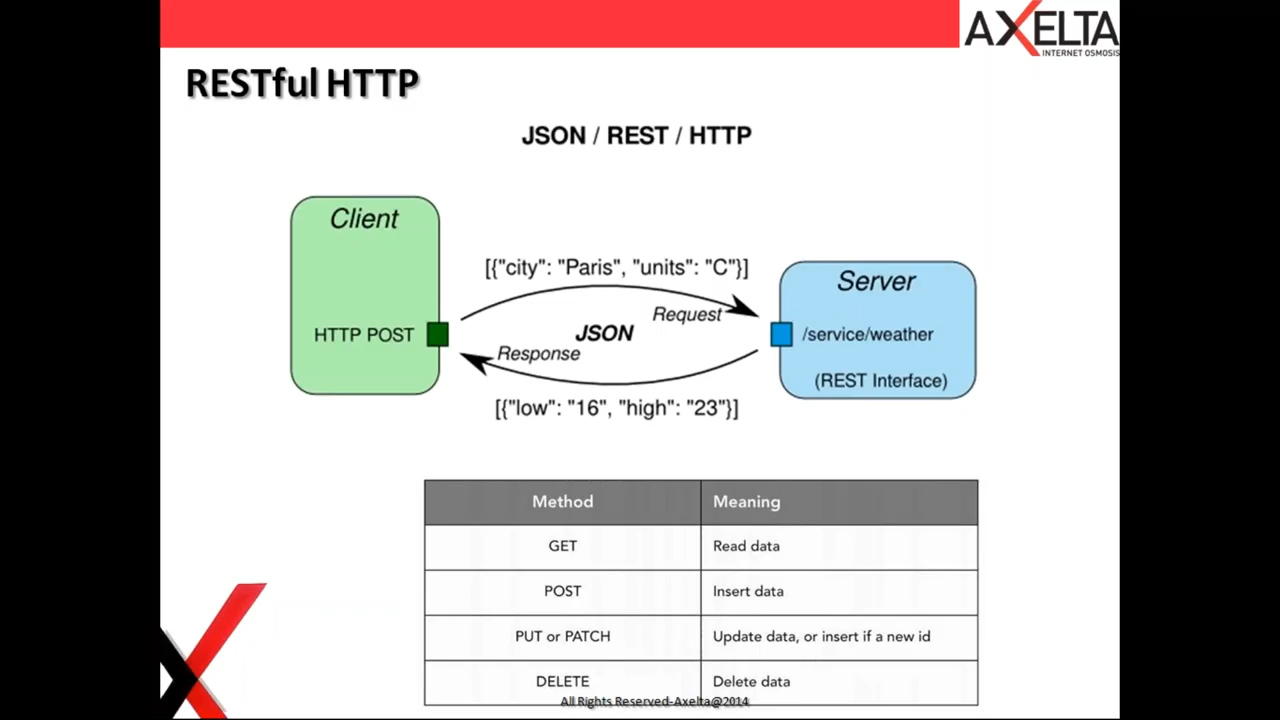 AXELTA
INTERNET OSMOSIS
RESTful HTTP
JSON / REST / HTTP
Client
HTTP POST
[{"city": "Paris", "units": "C"}]
Request
JSON
Response
[{"low": "16", "high": "23"}]
Server
/service/weather
(REST Interface)
Method Meaning
GET Read data
POST Insert data
PUT or PATCH Update data, or insert if a new id
DELETE Delete data
All Rights Reserved-Axelta@2014